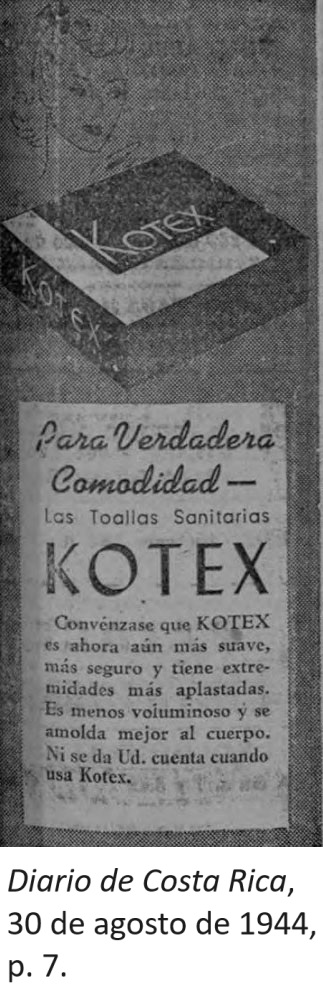 KOTEX
KOTEX
Para Verdadera
Comodidad—
Las Toallas Sanitarias
KOTEX
Convénzase que KOTEX
es ahora aún más suave,
más seguro y tiene extre-
midades más aplastadas.
Es menos voluminoso y se
amolda mejor al cuerpo.
Ni se da Ud. cuenta cuando
usa Kotex.
Diario de Costa Rica,
30 de agosto de 1944,
p. 7.